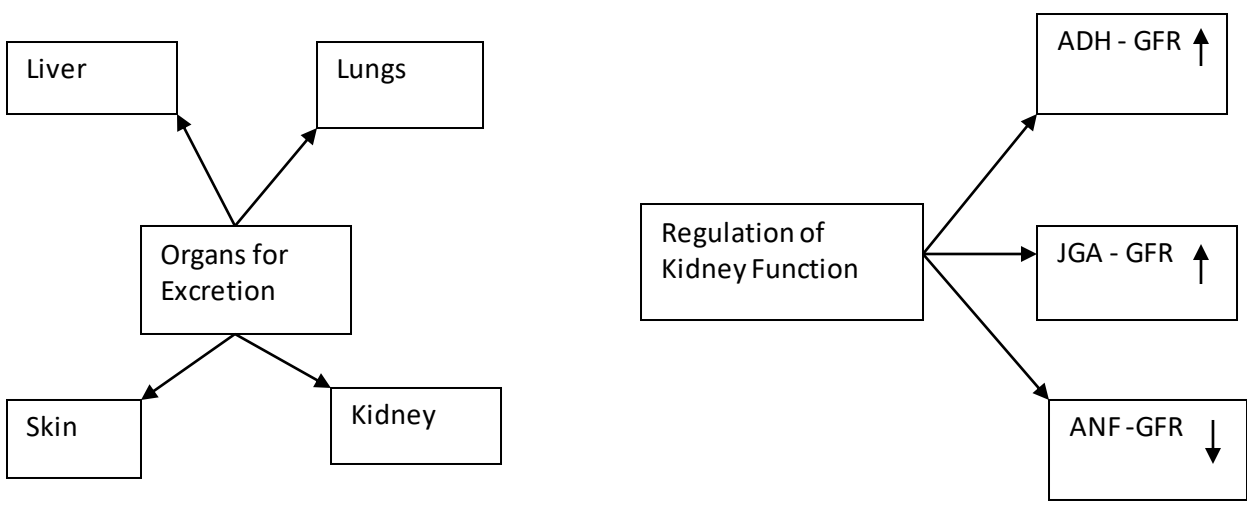 Liver
Lungs
Organs for
Excretion
Skin
Kidney
Regulation of
Kidney Function
ADH - GFR ↑
JGA - GFR ↑
ANF -GFR ↓